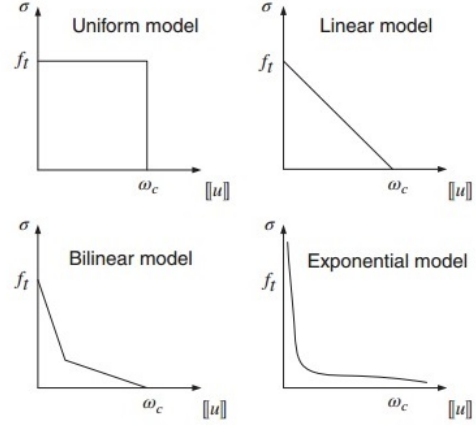 σ
Uniform model
f_t
ω_c
⟦u⟧
σ
Linear model
f_t
ω_c
⟦u⟧
σ
Bilinear model
f_t
ω_c
⟦u⟧
σ
Exponential model
f_t
ω_c
⟦u⟧